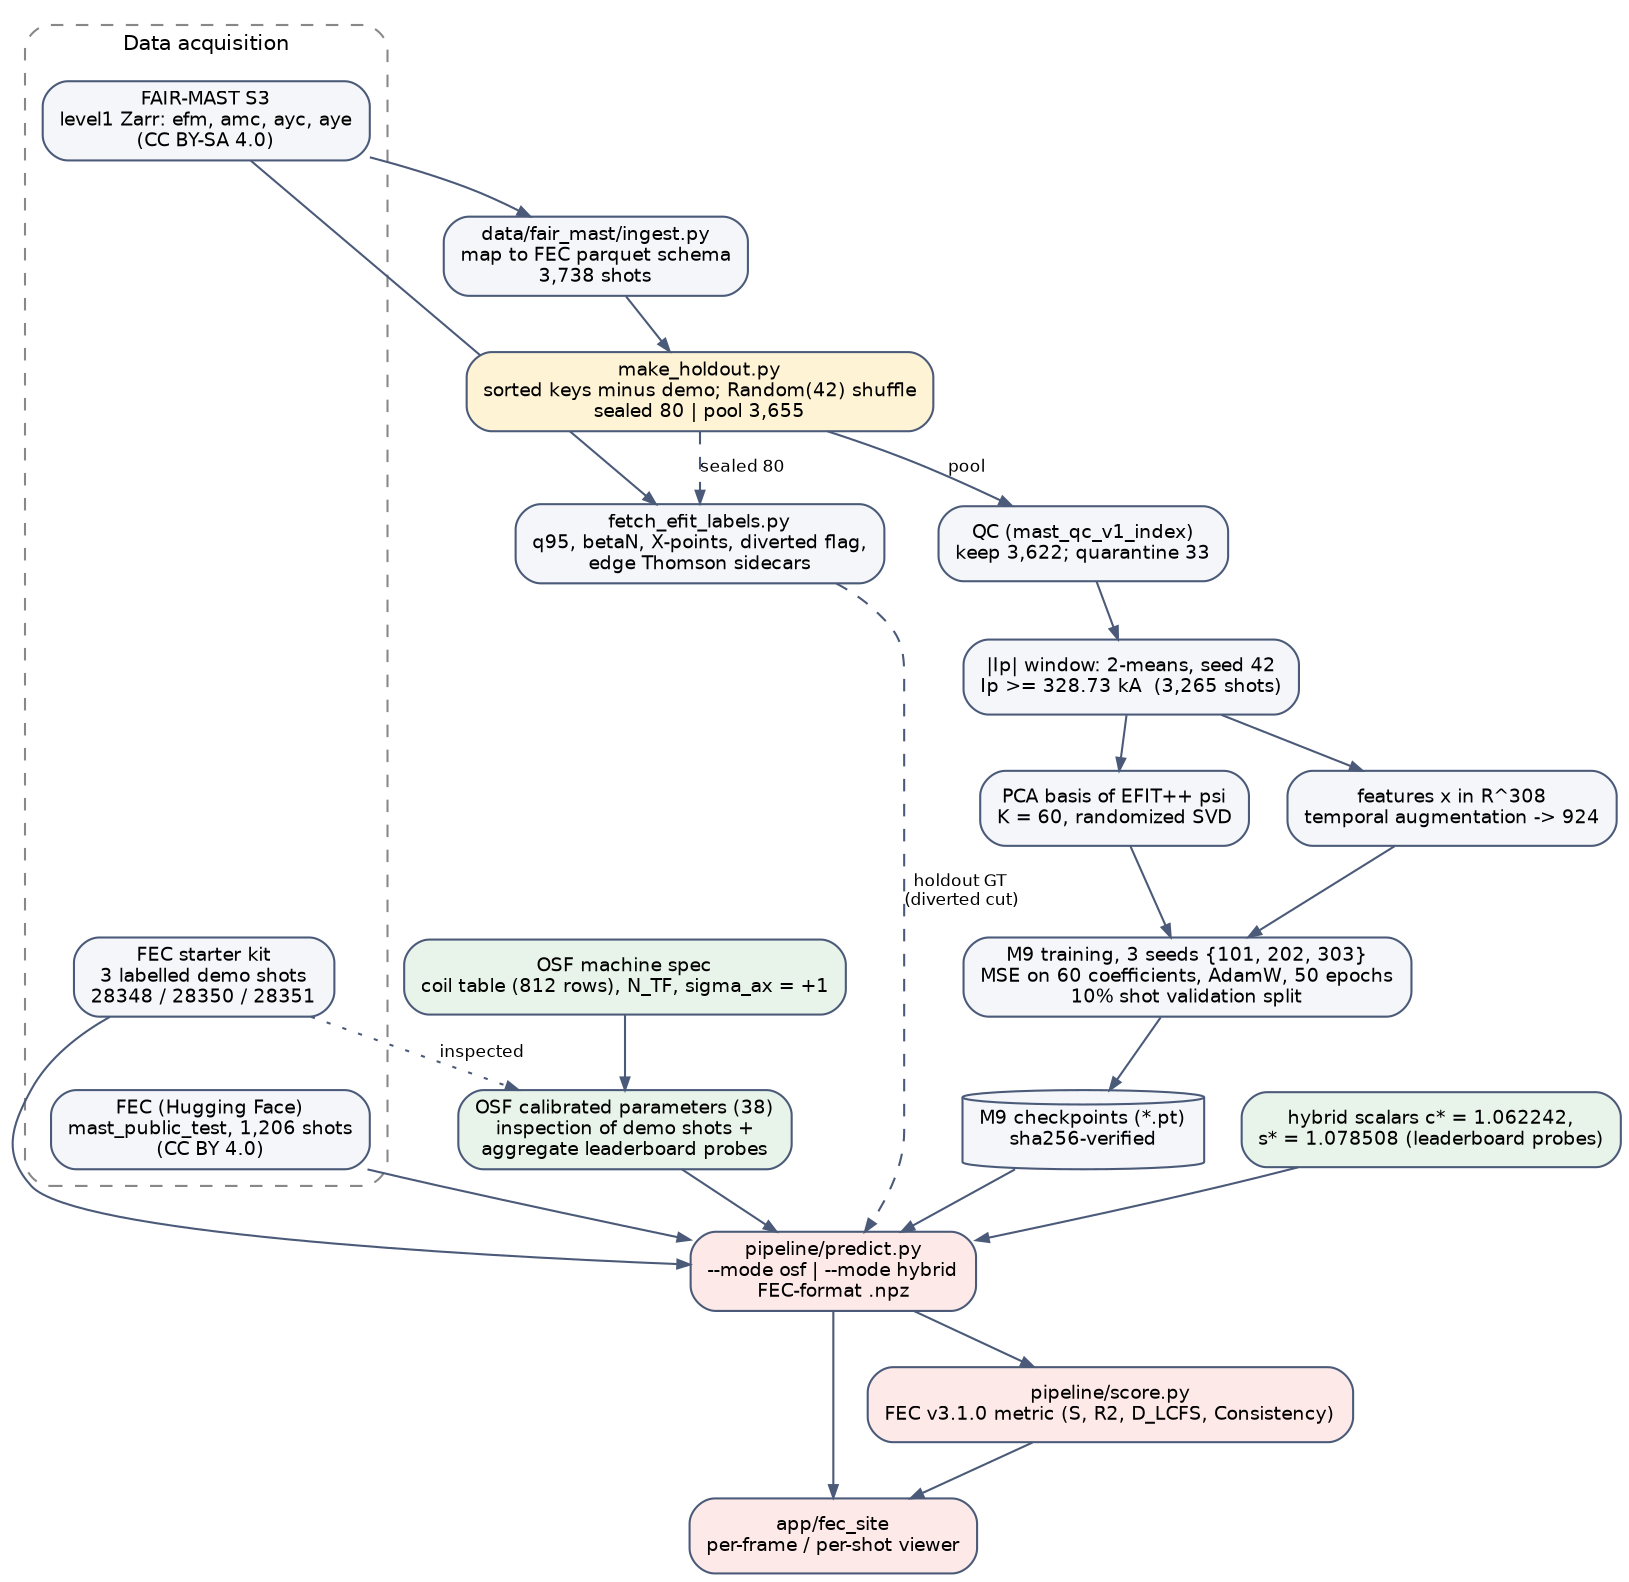 Data acquisition
FAIR-MAST S3
level1 Zarr: efm, amc, ayc, aye
(CC BY-SA 4.0)
data/fair_mast/ingest.py
map to FEC parquet schema
3,738 shots
make_holdout.py
sorted keys minus demo; Random(42) shuffle
sealed 80 | pool 3,655
sealed 80
pool
fetch_efit_labels.py
q95, betaN, X-points, diverted flag,
edge Thomson sidecars
QC (mast_qc_v1_index)
keep 3,622; quarantine 33
|Ip| window: 2-means, seed 42
Ip >= 328.73 kA  (3,265 shots)
PCA basis of EFIT++ psi
K = 60, randomized SVD
features x in R^308
temporal augmentation -> 924
holdout GT
(diverted cut)
FEC starter kit
3 labelled demo shots
28348 / 28350 / 28351
OSF machine spec
coil table (812 rows), N_TF, sigma_ax = +1
M9 training, 3 seeds {101, 202, 303}
MSE on 60 coefficients, AdamW, 50 epochs
10% shot validation split
inspected
FEC (Hugging Face)
mast_public_test, 1,206 shots
(CC BY 4.0)
OSF calibrated parameters (38)
inspection of demo shots +
aggregate leaderboard probes
M9 checkpoints (*.pt)
sha256-verified
hybrid scalars c* = 1.062242,
s* = 1.078508 (leaderboard probes)
pipeline/predict.py
--mode osf | --mode hybrid
FEC-format .npz
pipeline/score.py
FEC v3.1.0 metric (S, R2, D_LCFS, Consistency)
app/fec_site
per-frame / per-shot viewer